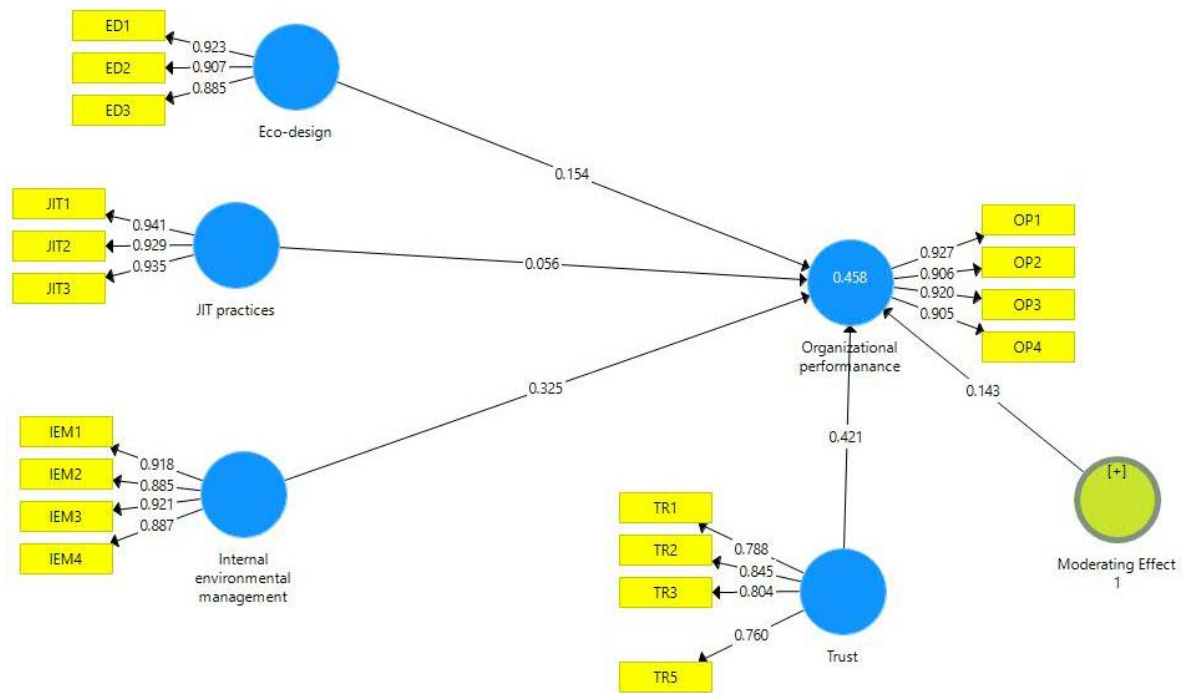 ED1
ED2
ED3
0.923
0.907
0.885
Eco-design
0.154
JIT1
JIT2
JIT3
0.941
0.929
0.935
JIT practices
0.056
IEM1
IEM2
IEM3
IEM4
0.918
0.885
0.921
0.887
Internal
environmental
management
0.325
0.458
Organizational
performanance
0.927
0.906
0.920
0.905
OP1
OP2
OP3
OP4
0.143
[+]
Moderating Effect
1
0.421
TR1
TR2
TR3
TR5
0.788
0.845
0.804
0.760
Trust